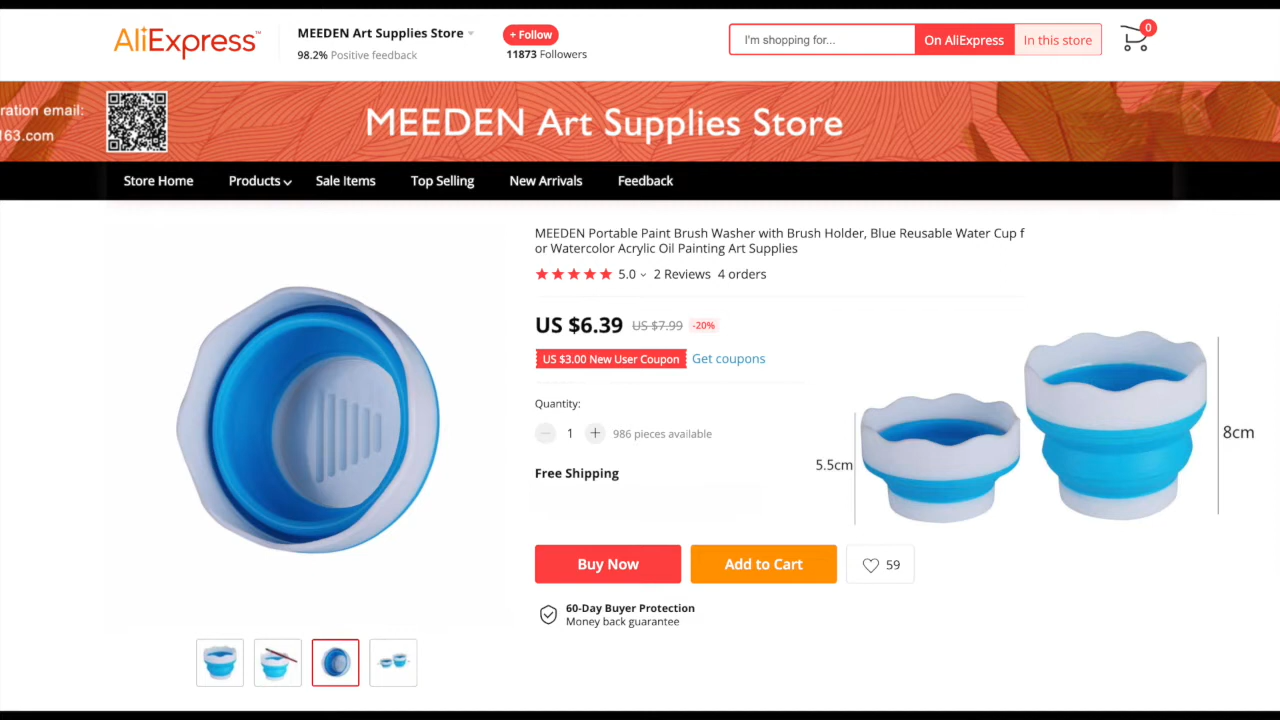 AliExpress™
MEEDEN Art Supplies Store
98.2% Positive feedback
+ Follow
11873 Followers
I'm shopping for...
On AliExpress
In this store
0
ration email:
163.com
MEEDEN Art Supplies Store
Store Home
Products
Sale Items
Top Selling
New Arrivals
Feedback
MEEDEN Portable Paint Brush Washer with Brush Holder, Blue Reusable Water Cup f
or Watercolor Acrylic Oil Painting Art Supplies
5.0 2 Reviews 4 orders
US $6.39 US $7.99 -20%
US $3.00 New User Coupon Get coupons
Quantity:
1 986 pieces available
Free Shipping
5.5cm
8cm
Buy Now
Add to Cart
59
60-Day Buyer Protection
Money back guarantee